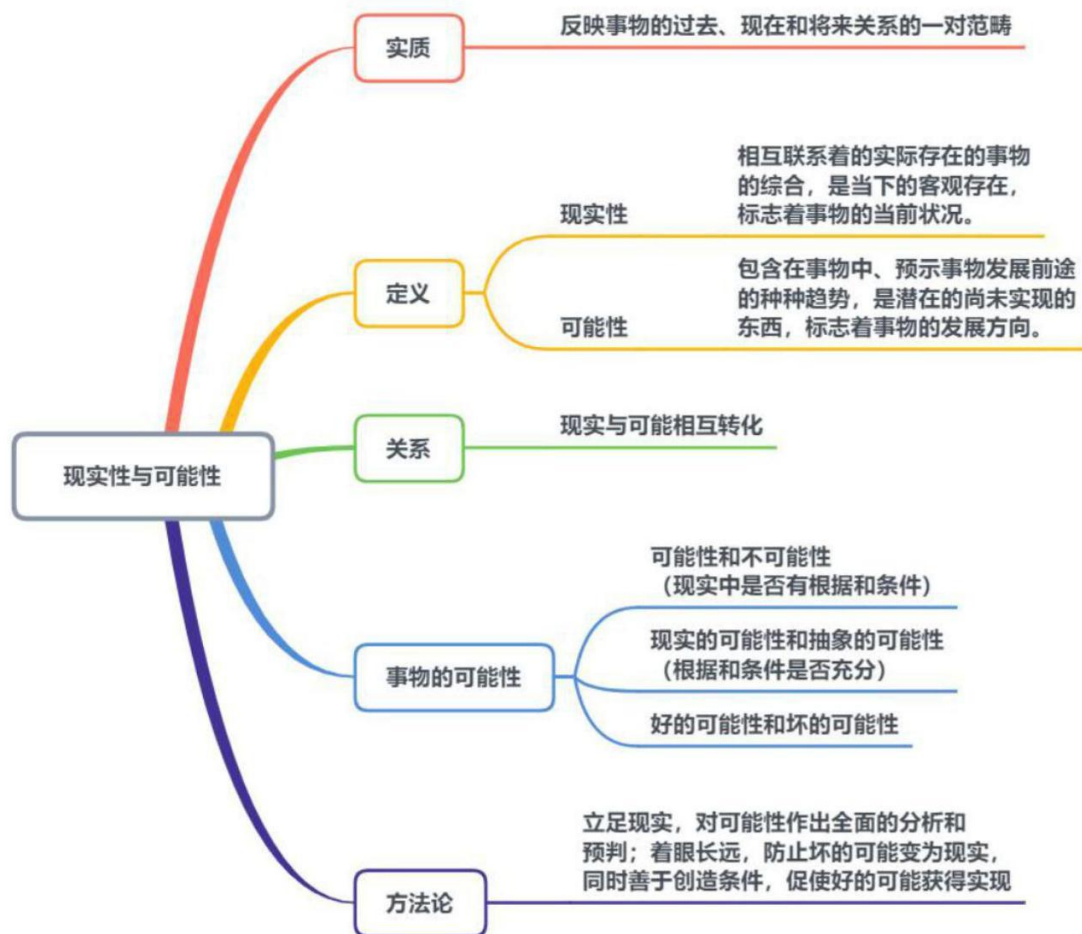 实质
反映事物的过去、现在和将来关系的一对范畴
定义
现实性
相互联系着的实际存在的事物
的综合，是当下的客观存在，
标志着事物的当前状况。
可能性
包含在事物中、预示事物发展前途
的种种趋势，是潜在的尚未实现的
东西，标志着事物的发展方向。
现实性与可能性
关系
现实与可能相互转化
事物的可能性
可能性和不可能性
（现实中是否有根据和条件）
现实的可能性和抽象的可能性
（根据和条件是否充分）
好的可能性和坏的可能性
方法论
立足现实，对可能性作出全面的分析和
预判；着眼长远，防止坏的可能变为现实，
同时善于创造条件，促使好的可能获得实现